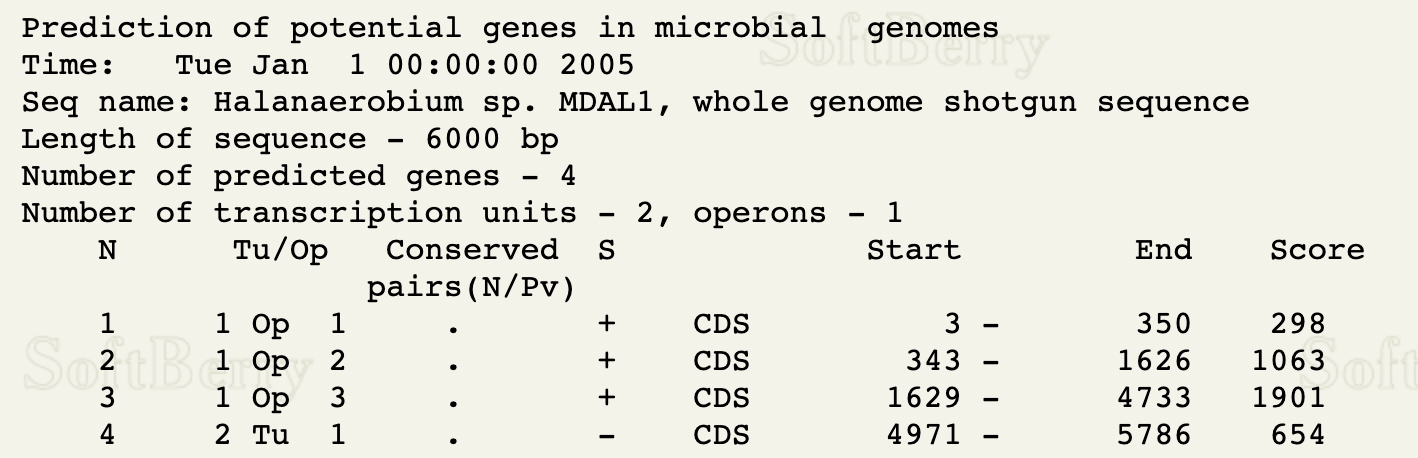 Prediction of potential genes in microbial  genomes
Time:   Tue Jan  1 00:00:00 2005
Seq name: Halanaerobium sp. MDAL1, whole genome shotgun sequence
Length of sequence - 6000 bp
Number of predicted genes - 4
Number of transcription units - 2, operons - 1
N Tu/Op Conserved S Start End Score
pairs(N/Pv)
1 1 Op 1 . + CDS 3 - 350 298
2 1 Op 2 . + CDS 343 - 1626 1063
3 1 Op 3 . + CDS 1629 - 4733 1901
4 2 Tu 1 . - CDS 4971 - 5786 654
SoftBerry
SoftBerry
Soft